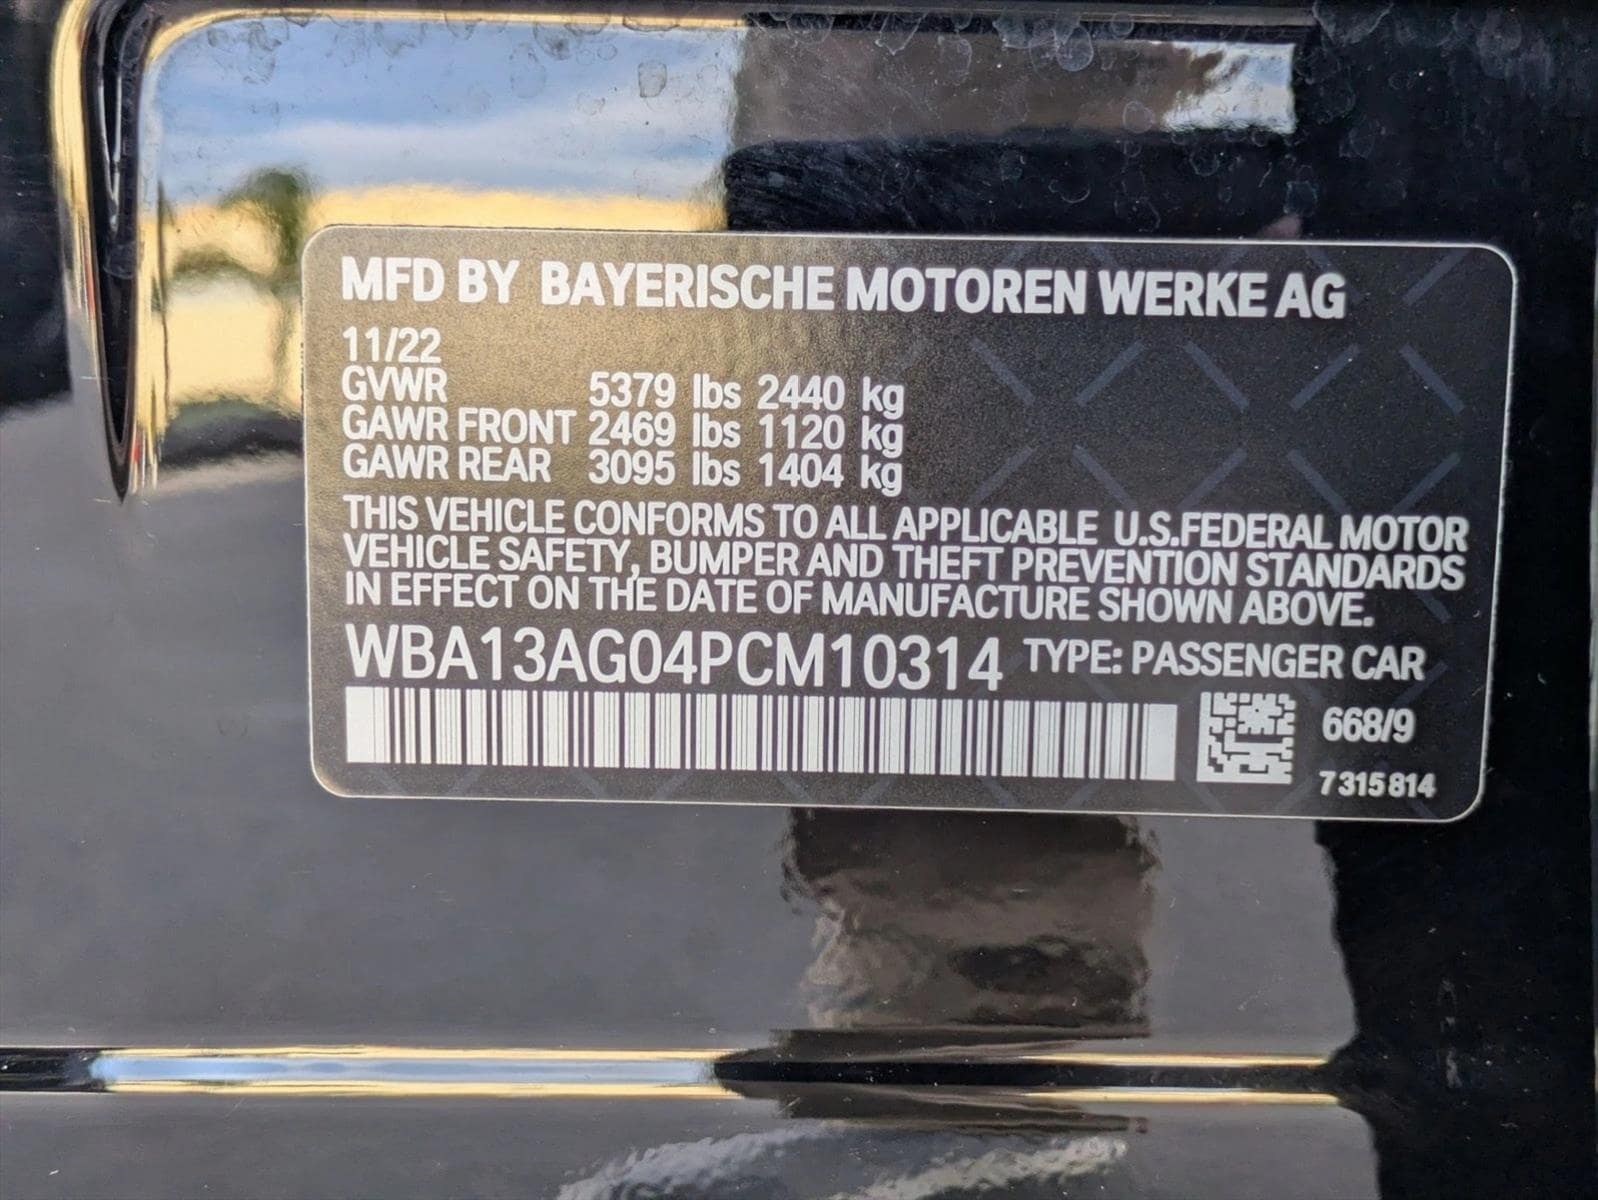 MFD BY BAYERISCHE MOTOREN WERKE AG
11/22
GVWR 5379 lbs 2440 kg
GAWR FRONT 2469 lbs 1120 kg
GAWR REAR 3095 lbs 1404 kg
THIS VEHICLE CONFORMS TO ALL APPLICABLE U.S.FEDERAL MOTOR
VEHICLE SAFETY, BUMPER AND THEFT PREVENTION STANDARDS
IN EFFECT ON THE DATE OF MANUFACTURE SHOWN ABOVE.
WBA13AG04PCM10314 TYPE: PASSENGER CAR
668/9
7315814